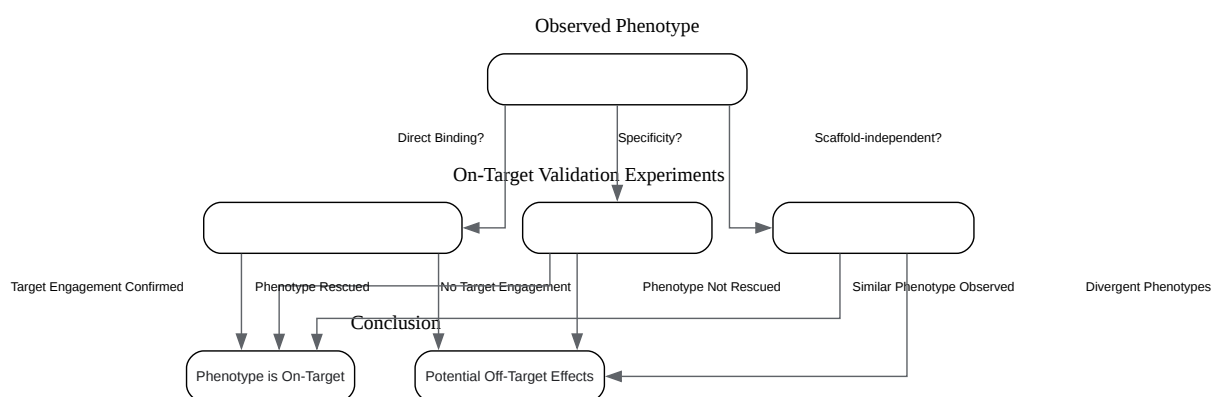 Observed Phenotype
Direct Binding?
Specificity?
Scaffold-independent?
On-Target Validation Experiments
Target Engagement Confirmed
Phenotype Rescued
No Target Engagement
Phenotype Not Rescued
Similar Phenotype Observed
Divergent Phenotypes
Conclusion
Phenotype is On-Target
Potential Off-Target Effects